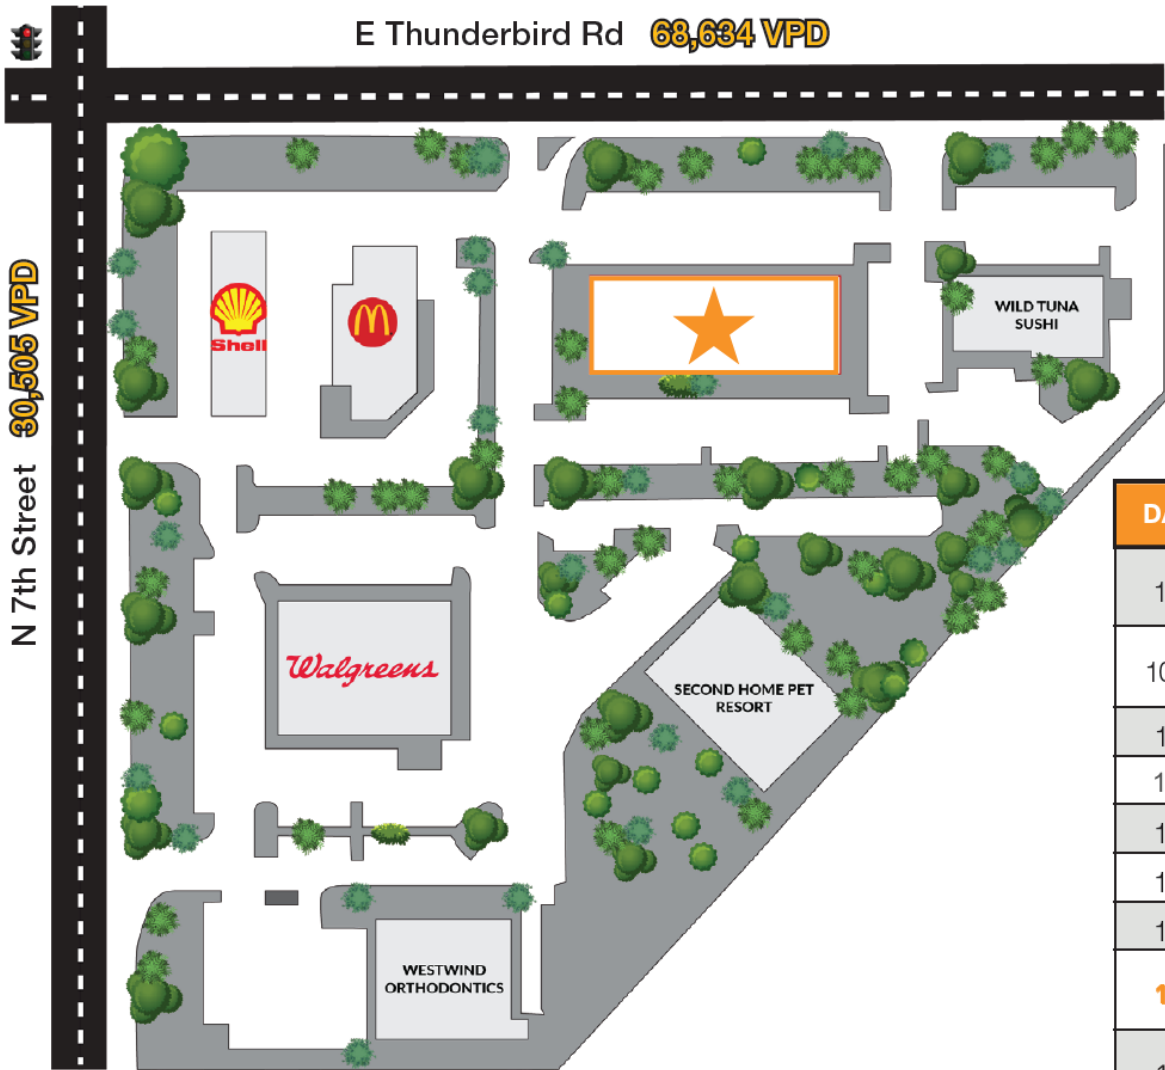 E Thunderbird Rd 68,634 VPD
N 7th Street 30,505 VPD
Shell
WILD TUNA
SUSHI
Walgreens
SECOND HOME PET
RESORT
WESTWIND
ORTHODONTICS